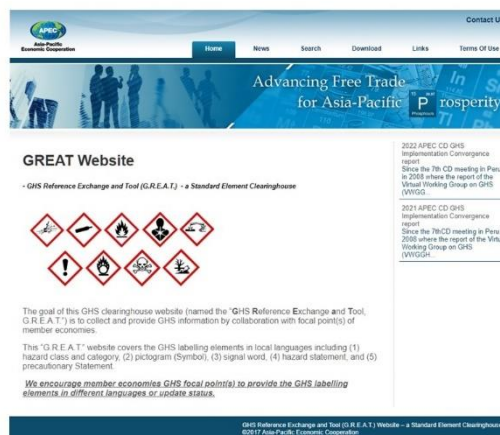 Contact U
APEC
Asia-Pacific
Economic Cooperation
Home News Search Download Links Terms Of Use
Advancing Free Trade
for Asia-Pacific P rosperity
Phosphorus
GREAT Website
- GHS Reference Exchange and Tool (G.R.E.A.T.) - a Standard Element Clearinghouse
The goal of this GHS clearinghouse website (named the "GHS Reference Exchange and Tool,
G.R.E.A.T.") is to collect and provide GHS information by collaboration with focal point(s) of
member economies.
This "G.R.E.A.T." website covers the GHS labelling elements in local languages including (1)
hazard class and category, (2) pictogram (Symbol), (3) signal word, (4) hazard statement, and (5)
precautionary Statement.
We encourage member economies GHS focal point(s) to provide the GHS labelling
elements in different languages or update status.
2022 APEC CD GHS
Implementation Convergence
report
Since the 7th CD meeting in Peru
in 2008 where the report of the
Virtual Working Group on GHS
(VWGG...
2021 APEC CD GHS
Implementation Convergence
report
Since the 7thCD meeting in Peru
2008 where the report of the Virtu
Working Group on GHS
(VWGGH...
GHS Reference Exchange and Tool (G.R.E.A.T.) Website – a Standard Element Clearinghous
©2017 Asia-Pacific Economic Cooperation